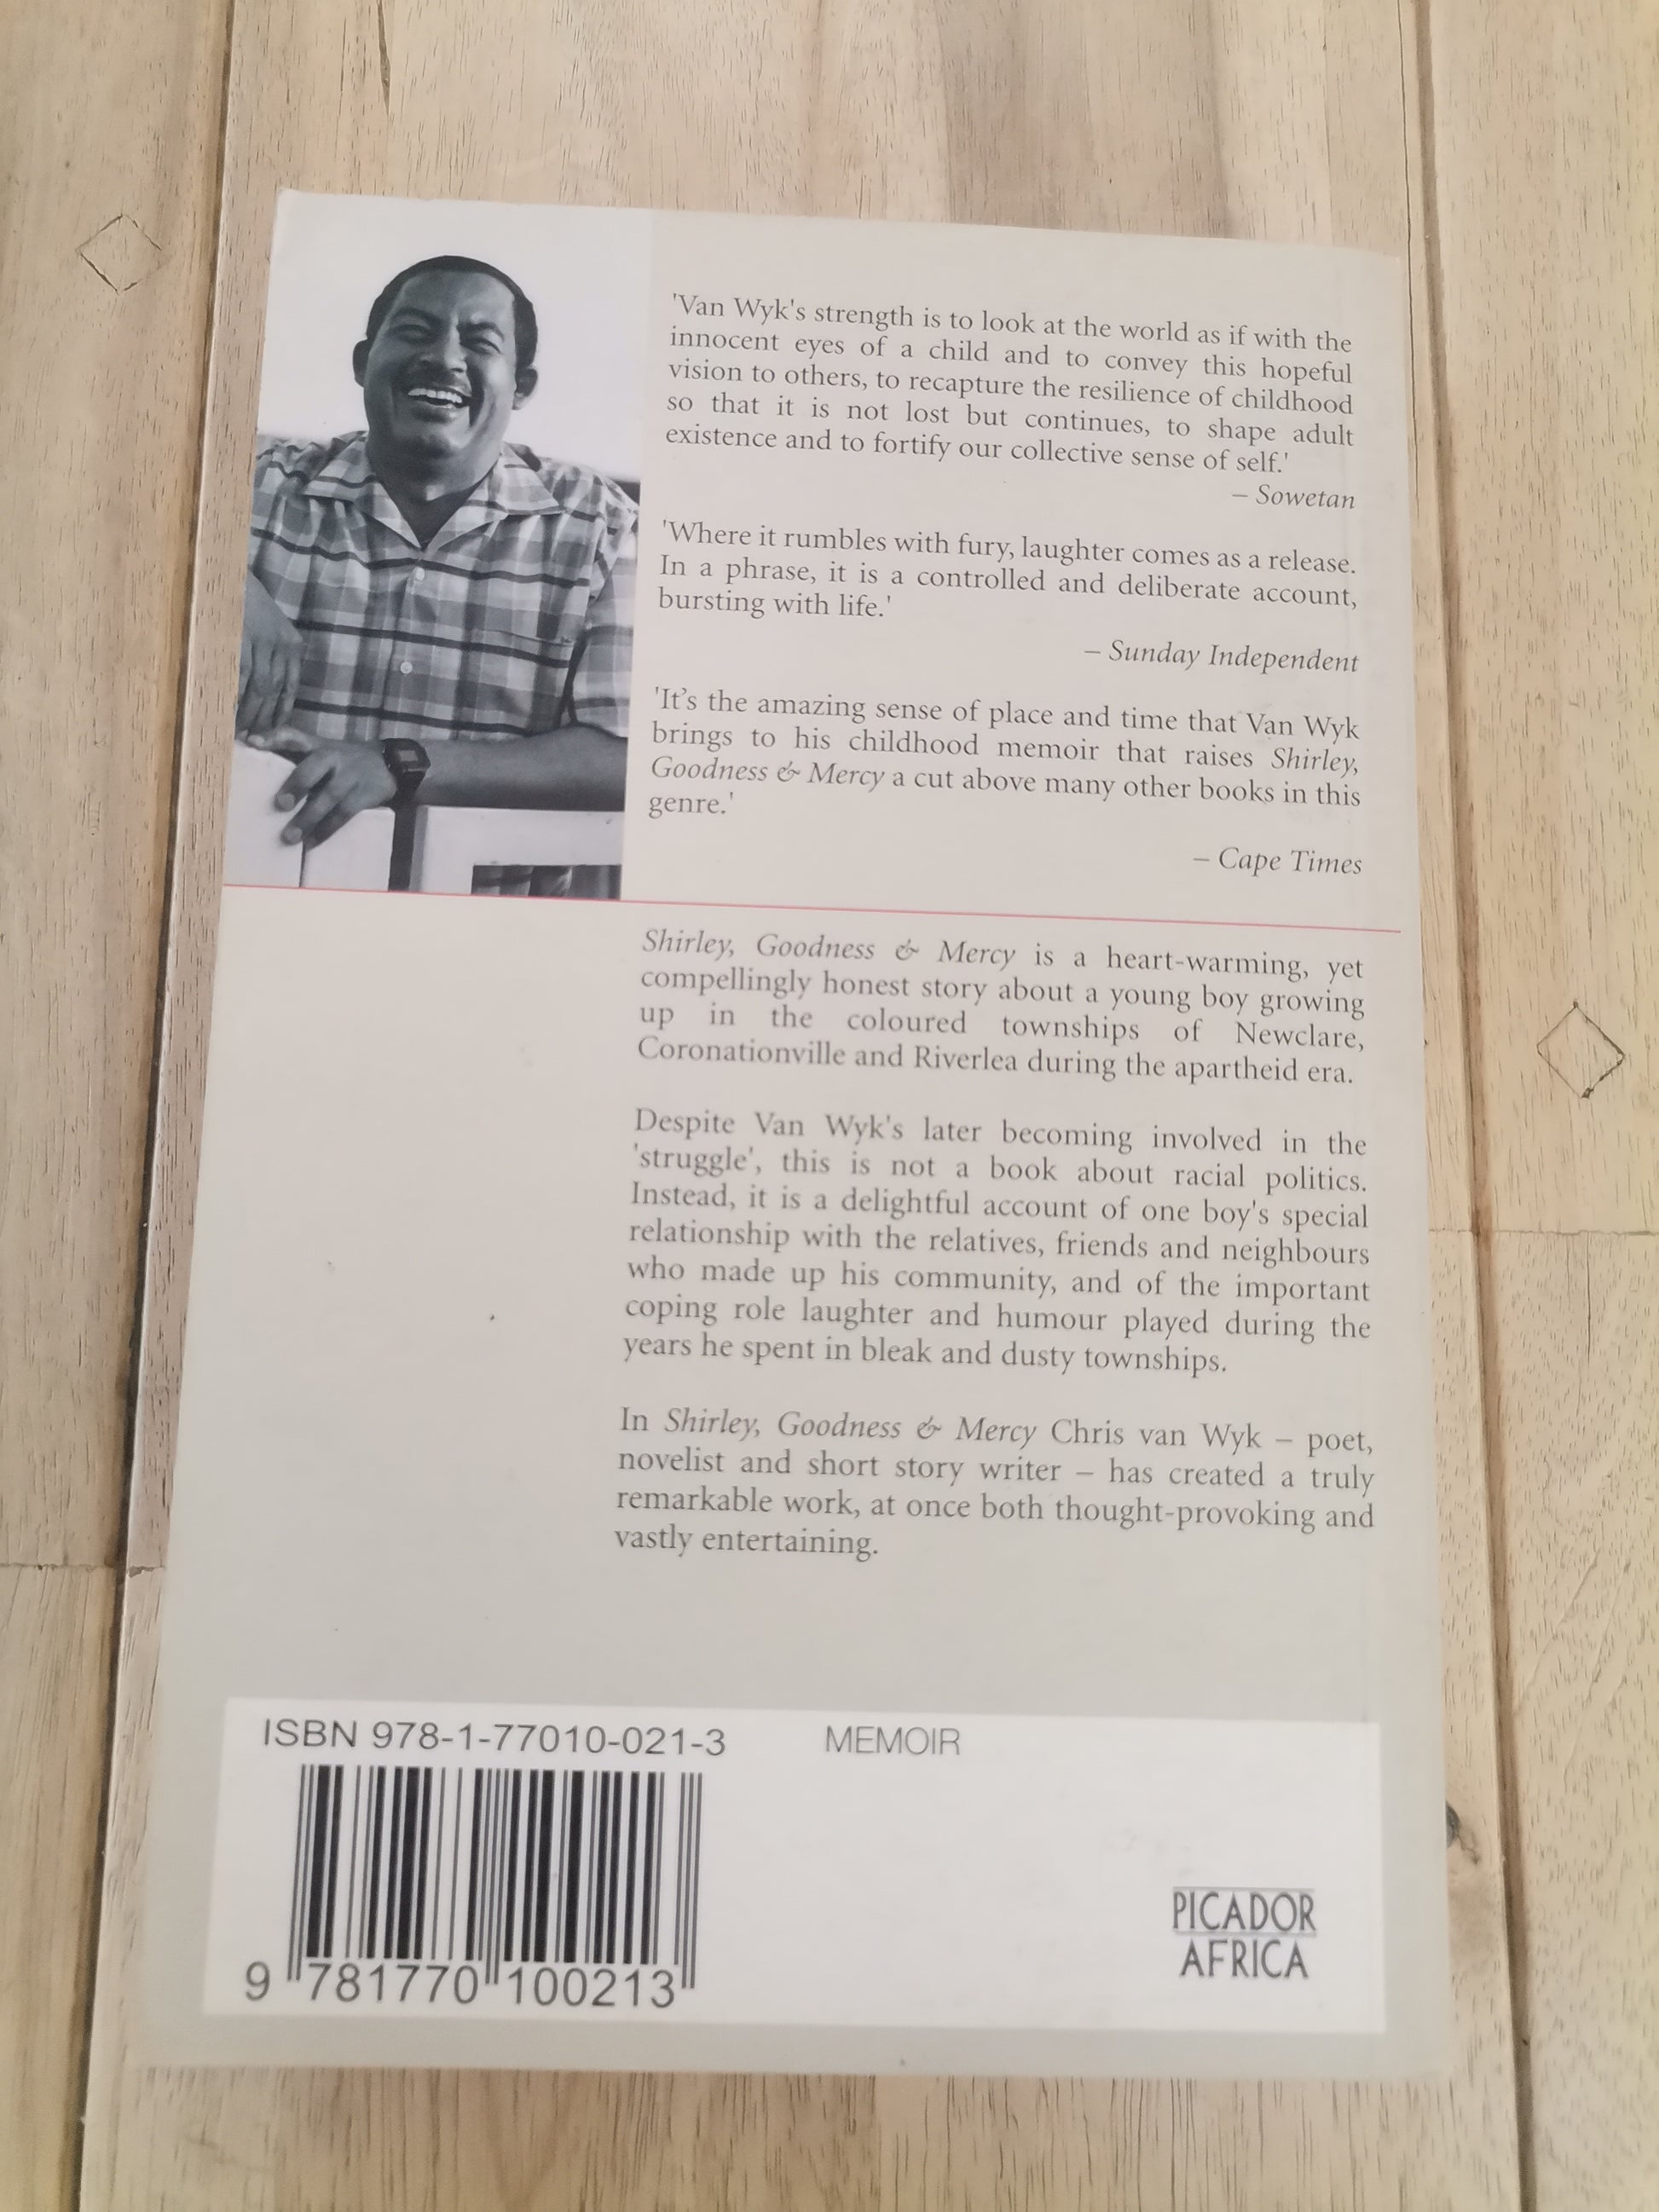 'Van Wyk's strength is to look at the world as if with the
innocent eyes of a child and to convey this hopeful
vision to others, to recapture the resilience of childhood
so that it is not lost but continues, to shape adult
existence and to fortify our collective sense of self.'
– Sowetan
'Where it rumbles with fury, laughter comes as a release.
In a phrase, it is a controlled and deliberate account,
bursting with life.'
– Sunday Independent
'It’s the amazing sense of place and time that Van Wyk
brings to his childhood memoir that raises Shirley,
Goodness & Mercy a cut above many other books in this
genre.'
– Cape Times
Shirley, Goodness & Mercy is a heart-warming, yet
compellingly honest story about a young boy growing
up in the coloured townships of Newclare,
Coronationville and Riverlea during the apartheid era.
Despite Van Wyk's later becoming involved in the
'struggle', this is not a book about racial politics.
Instead, it is a delightful account of one boy's special
relationship with the relatives, friends and neighbours
who made up his community, and of the important
coping role laughter and humour played during the
years he spent in bleak and dusty townships.
In Shirley, Goodness & Mercy Chris van Wyk – poet,
novelist and short story writer – has created a truly
remarkable work, at once both thought-provoking and
vastly entertaining.
ISBN 978-1-77010-021-3 MEMOIR
9 781770 100213
PICADOR
AFRICA